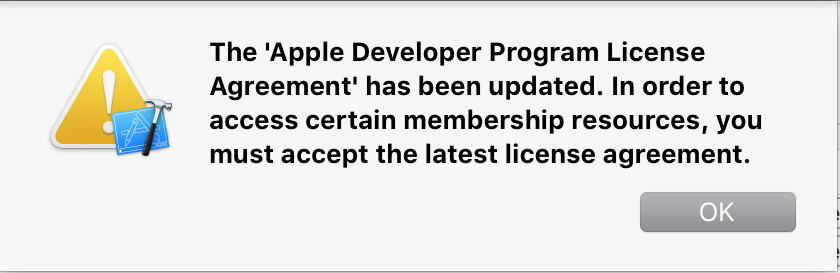 The 'Apple Developer Program License
Agreement' has been updated. In order to
access certain membership resources, you
must accept the latest license agreement.
OK